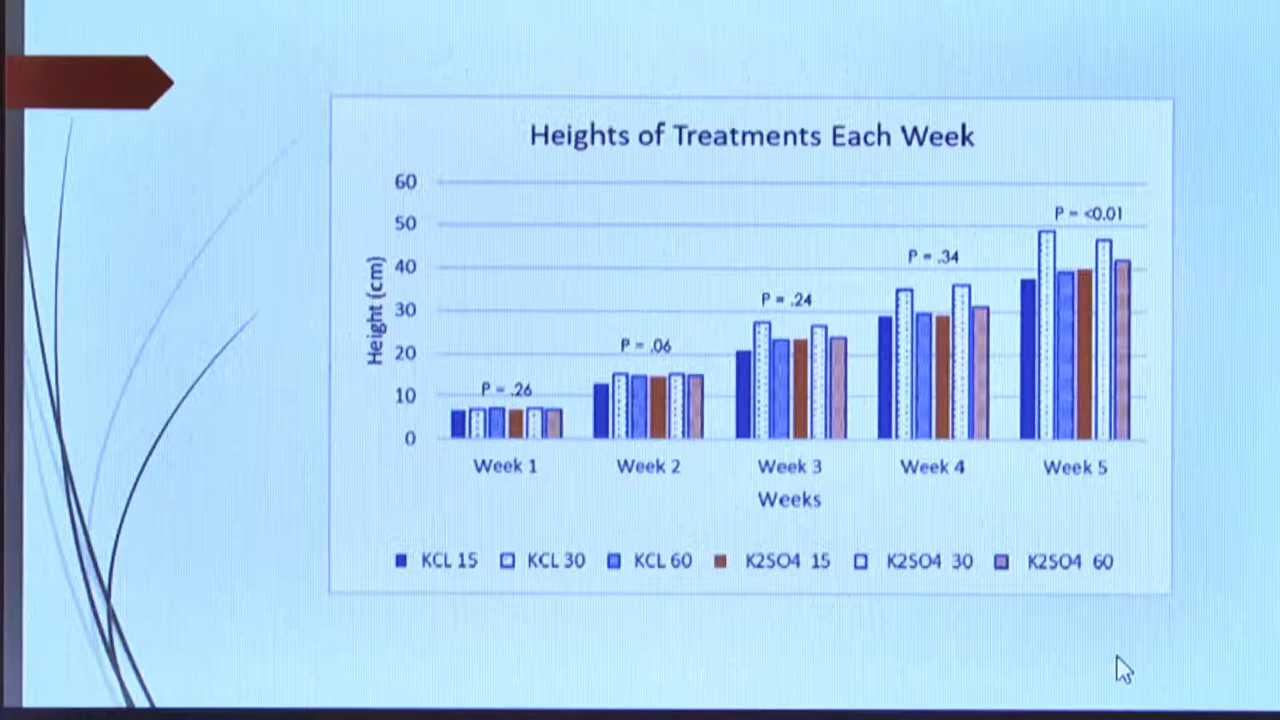 Heights of Treatments Each Week
60
50
40
30
20
10
0
Height (cm)
P = .26
P = .06
P = .24
P = .34
P = <0.01
Week 1 Week 2 Week 3 Week 4 Week 5
Weeks
KCL 15 KCL 30 KCL 60 K2SO4 15 K2SO4 30 K2SO4 60